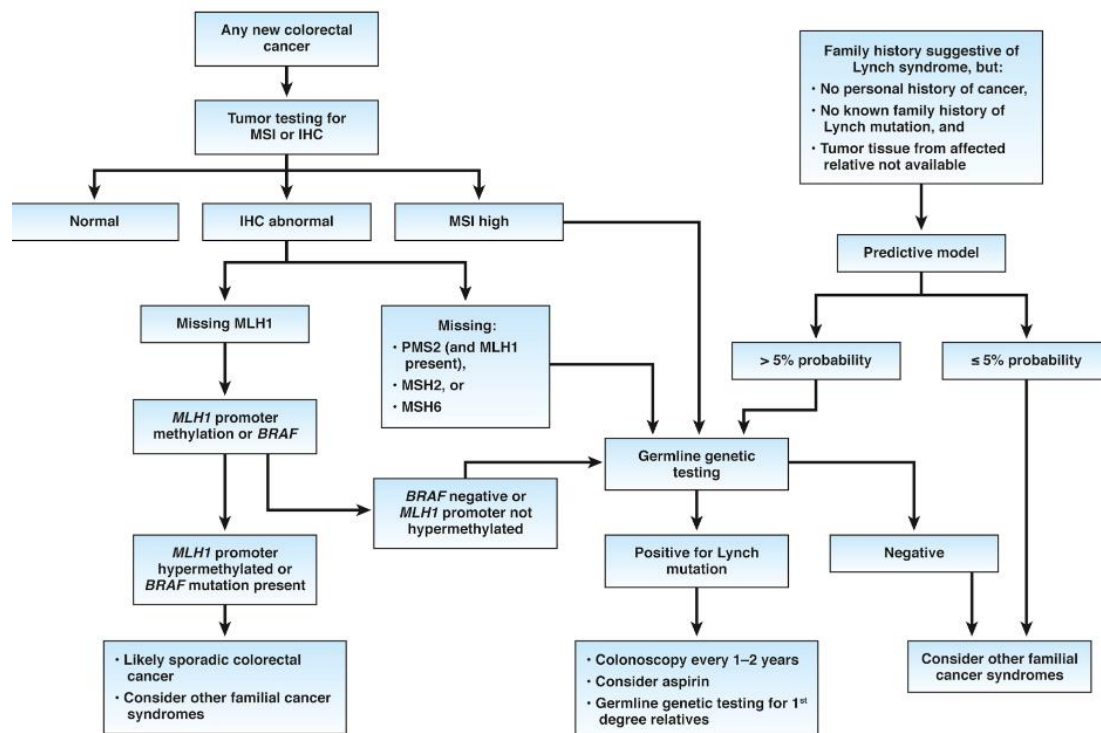 Any new colorectal
cancer
Tumor testing for
MSI or IHC
Normal
IHC abnormal
MSI high
Missing MLH1
Missing:
• PMS2 (and MLH1
present),
• MSH2, or
• MSH6
MLH1 promoter
methylation or BRAF
BRAF negative or
MLH1 promoter not
hypermethylated
MLH1 promoter
hypermethylated or
BRAF mutation present
• Likely sporadic colorectal
cancer
• Consider other familial cancer
syndromes
Family history suggestive of
Lynch syndrome, but:
• No personal history of cancer,
• No known family history of
Lynch mutation, and
• Tumor tissue from affected
relative not available
Predictive model
> 5% probability
≤ 5% probability
Germline genetic
testing
Positive for Lynch
mutation
Negative
• Colonoscopy every 1–2 years
• Consider aspirin
• Germline genetic testing for 1st
degree relatives
Consider other familial
cancer syndromes